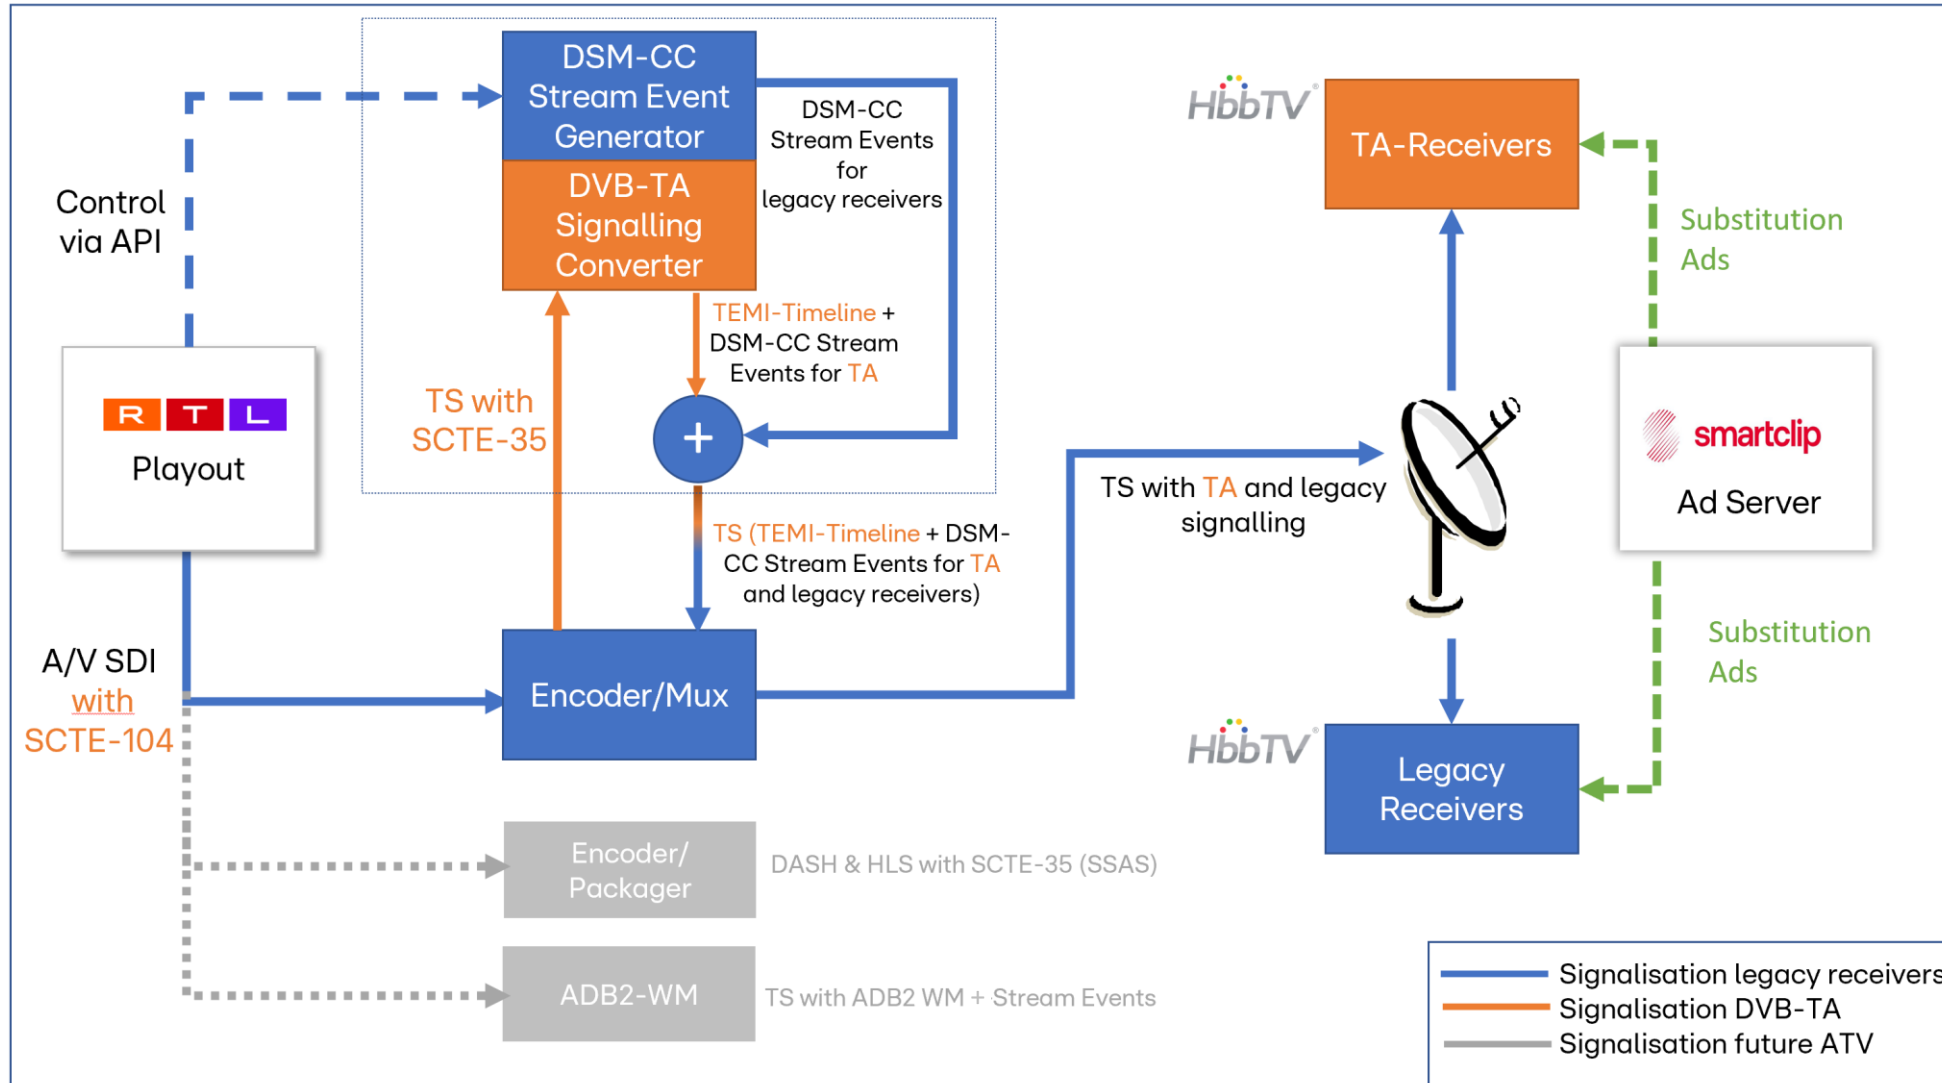 DSM-CC
Stream Event
Generator
DVB-TA
Signalling
Converter
DSM-CC
Stream Events
for
legacy receivers
Control
via API
TEMI-Timeline +
DSM-CC Stream
Events for TA
TS with
SCTE-35
+
R T L
Playout
TS (TEMI-Timeline + DSM-
CC Stream Events for TA
and legacy receivers)
A/V SDI
with
SCTE-104
Encoder/Mux
Encoder/
Packager
DASH & HLS with SCTE-35 (SSAS)
ADB2-WM
TS with ADB2 WM + Stream Events
TS with TA and legacy
signalling
HbbTV®
TA-Receivers
Substitution
Ads
smartclip
Ad Server
Substitution
Ads
HbbTV®
Legacy
Receivers
Signalisation legacy receivers
Signalisation DVB-TA
Signalisation future ATV